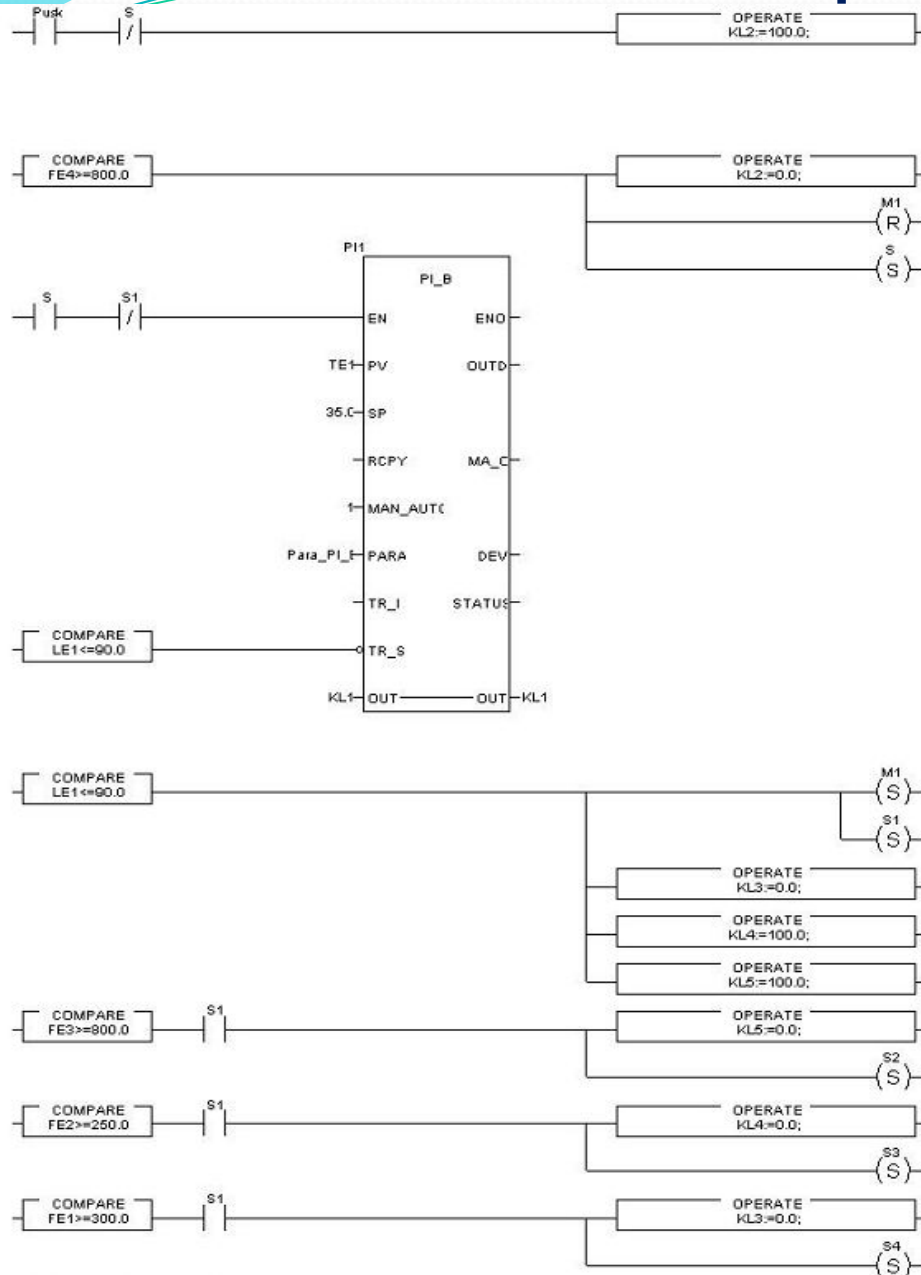 Pusk S
OPERATE
KL2:=100.0;
COMPARE
FE4>=800.0
OPERATE
KL2:=0.0;
M1
(R)
S
(S)
PI1
PI_B
S S1
EN ENO
TE1 PV OUTD
35.0 SP
RCPY MA_C
1 MAN_AUTO
Para_PI_B PARA DEV
TR_I STATUS
COMPARE
LE1<=90.0
TR_S
KL1 OUT OUT KL1
COMPARE
LE1<=90.0
M1
(S)
S1
(S)
OPERATE
KL3:=0.0;
OPERATE
KL4:=100.0;
OPERATE
KL5:=100.0;
COMPARE
FE3>=800.0
S1
OPERATE
KL5:=0.0;
S2
(S)
COMPARE
FE2>=250.0
S1
OPERATE
KL4:=0.0;
S3
(S)
COMPARE
FE1>=300.0
S1
OPERATE
KL3:=0.0;
S4
(S)